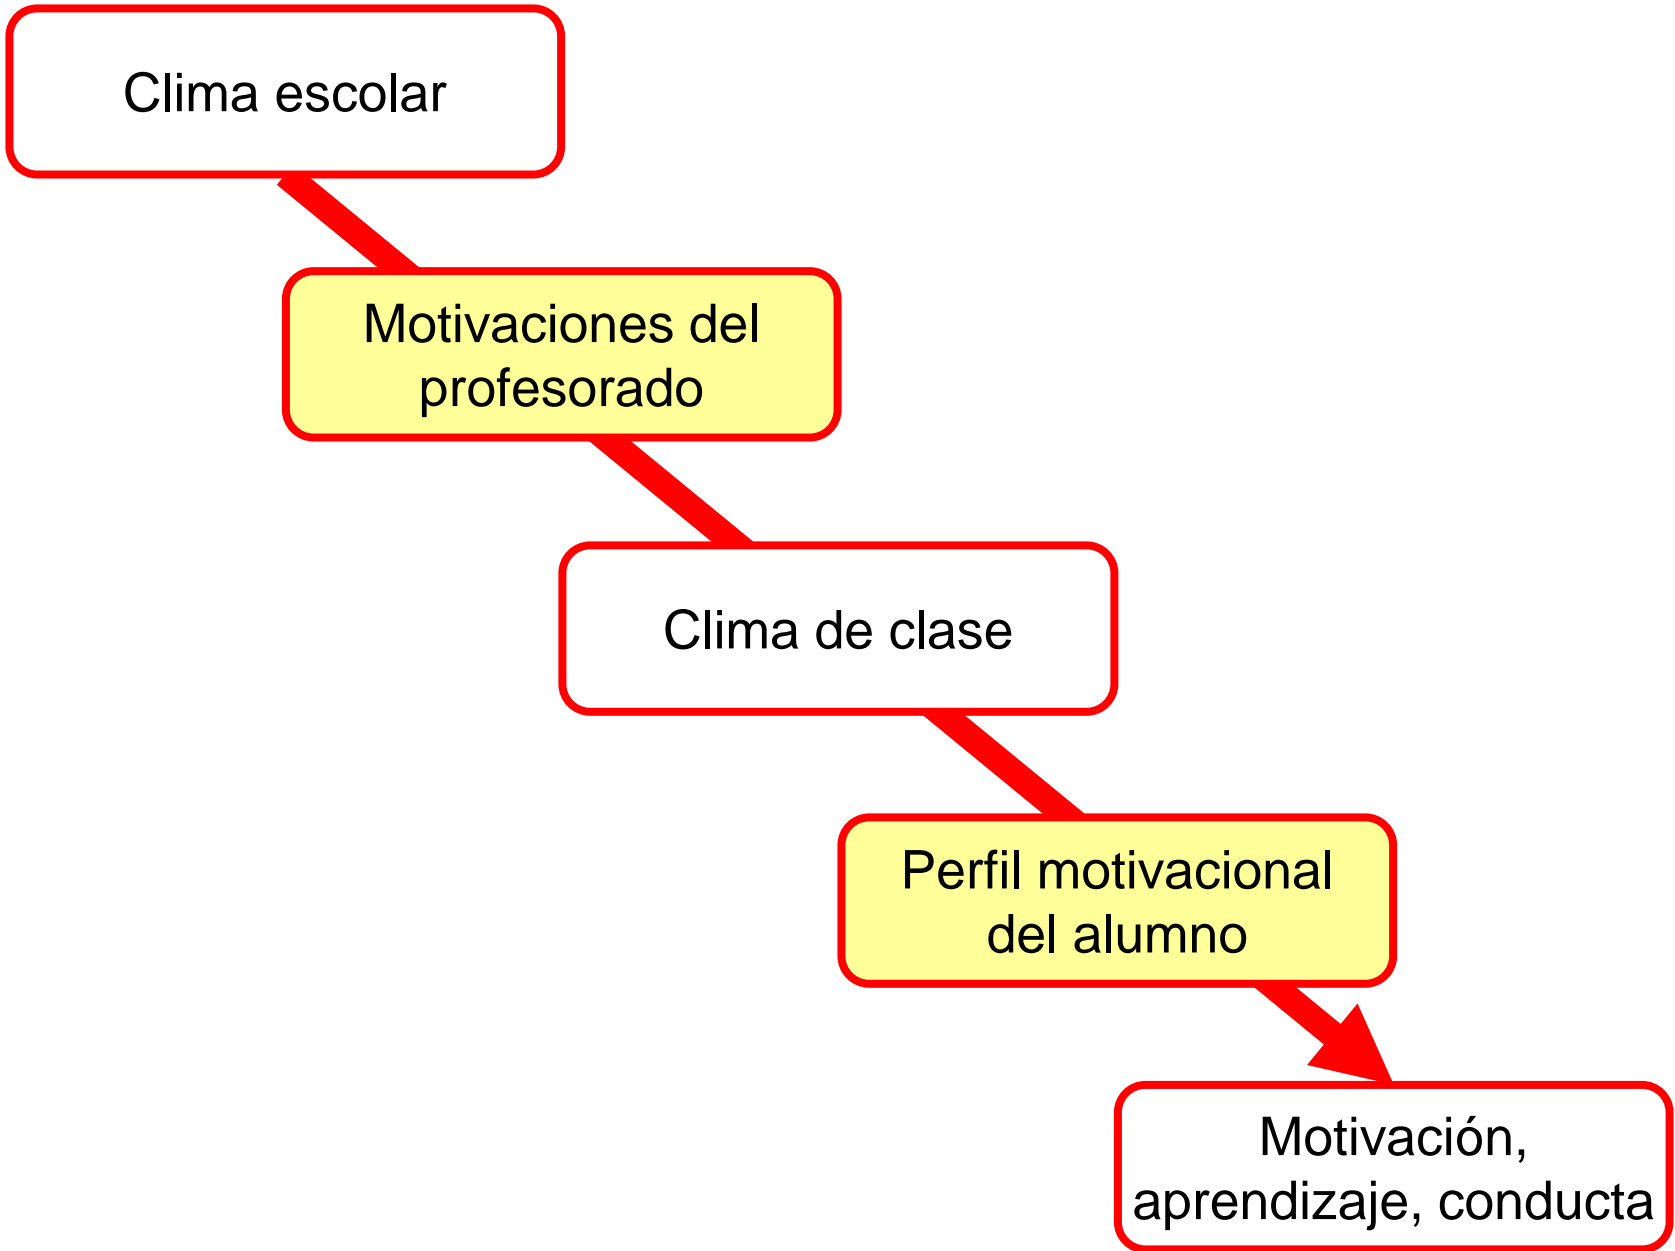 Clima escolar
Motivaciones del
profesorado
Clima de clase
Perfil motivacional
del alumno
Motivación,
aprendizaje, conducta